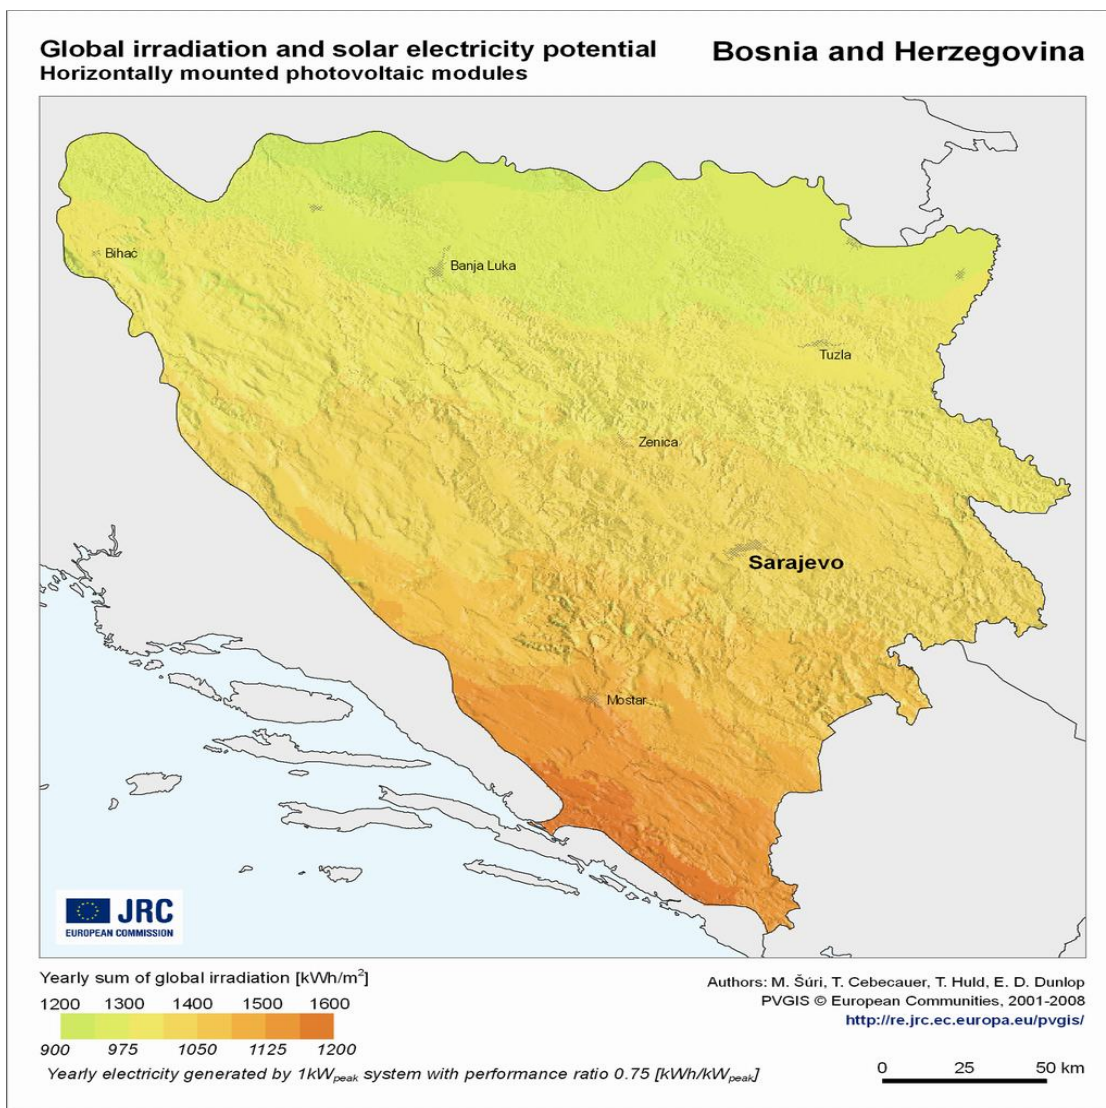 Global irradiation and solar electricity potential
Horizontally mounted photovoltaic modules
Bosnia and Herzegovina
Bihać
Banja Luka
Tuzla
Zenica
Sarajevo
Mostar
JRC
EUROPEAN COMMISSION
Yearly sum of global irradiation [kWh/m²]
1200 1300 1400 1500 1600
900 975 1050 1125 1200
Yearly electricity generated by 1kWpeak system with performance ratio 0.75 [kWh/kWpeak]
Authors: M. Šúri, T. Cebecauer, T. Huld, E. D. Dunlop
PVGIS © European Communities, 2001-2008
http://re.jrc.ec.europa.eu/pvgis/
0 25 50 km